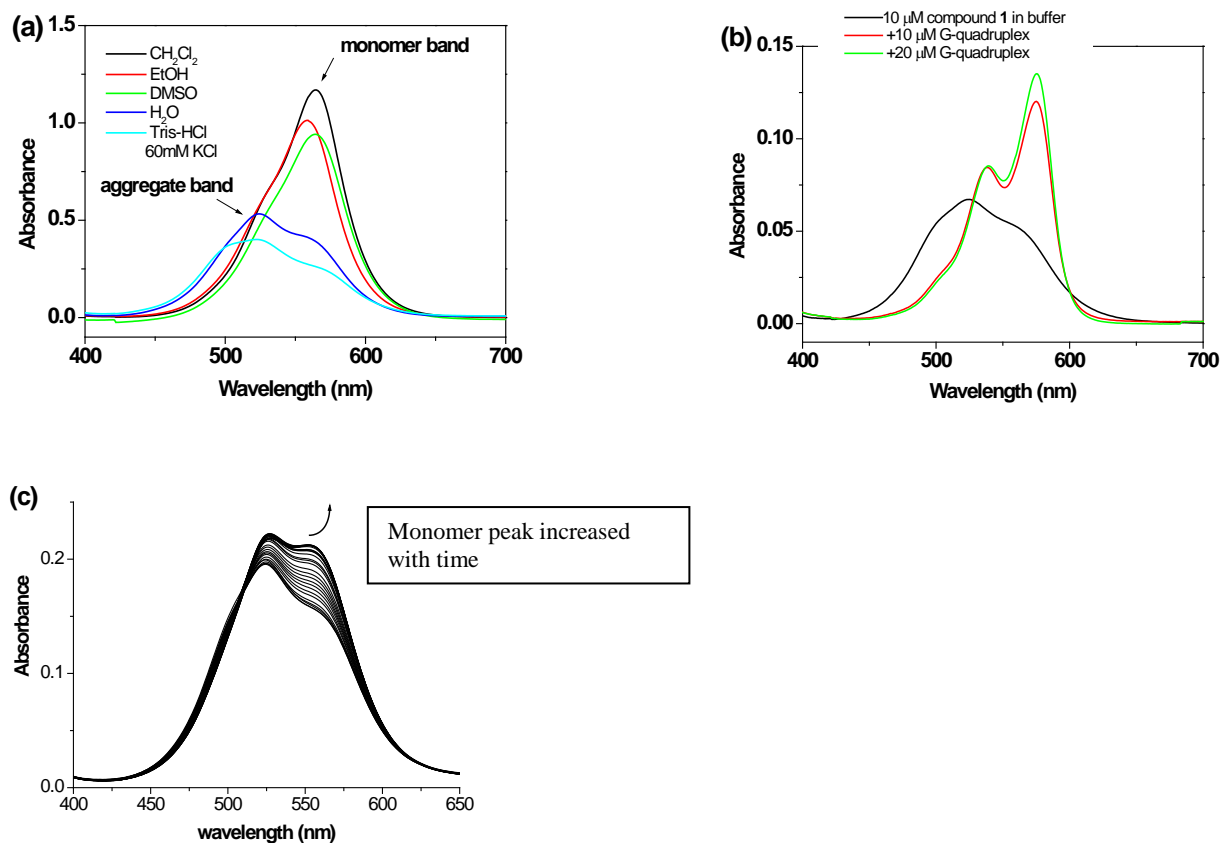 (a)
1.5
1.0
0.5
0.0
Absorbance
CH2Cl2
EtOH
DMSO
H2O
Tris-HCl
60mM KCl
monomer band
aggregate band
400 500 600 700
Wavelength (nm)
(b)
10 μM compound 1 in buffer
+10 μM G-quadruplex
+20 μM G-quadruplex
0.15
0.10
0.05
0.00
Absorbance
400 500 600 700
Wavelength (nm)
(c)
0.2
0.1
0.0
Absorbance
Monomer peak increased
with time
400 450 500 550 600 650
wavelength (nm)